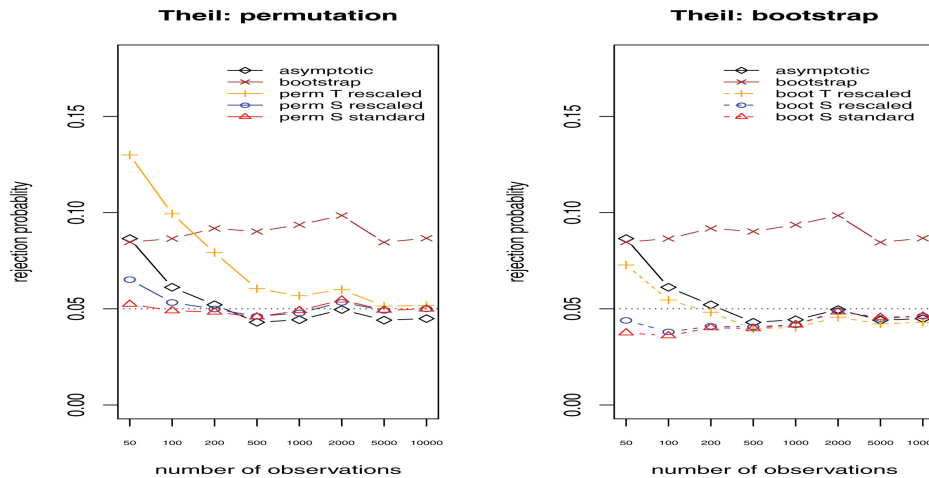 Theil: permutation
asymptotic
bootstrap
perm T rescaled
perm S rescaled
perm S standard
rejection probablity
0.15
0.10
0.05
0.00
50 100 200 500 1000 2000 5000 10000
number of observations
Theil: bootstrap
asymptotic
bootstrap
boot T rescaled
boot S rescaled
boot S standard
rejection probablity
0.15
0.10
0.05
0.00
50 100 200 500 1000 2000 5000 1000
number of observations